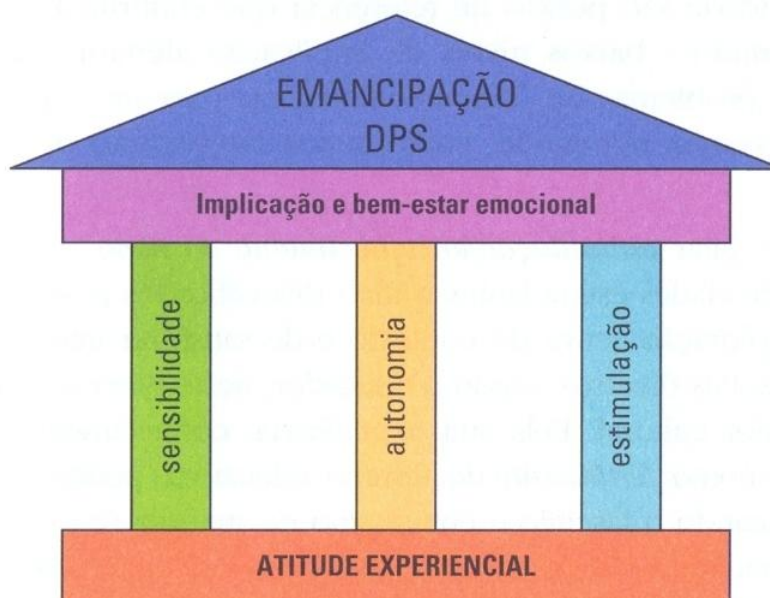 EMANCIPAÇÃO
DPS
Implicação e bem-estar emocional
sensibilidade
autonomia
estimulação
ATITUDE EXPERIENCIAL